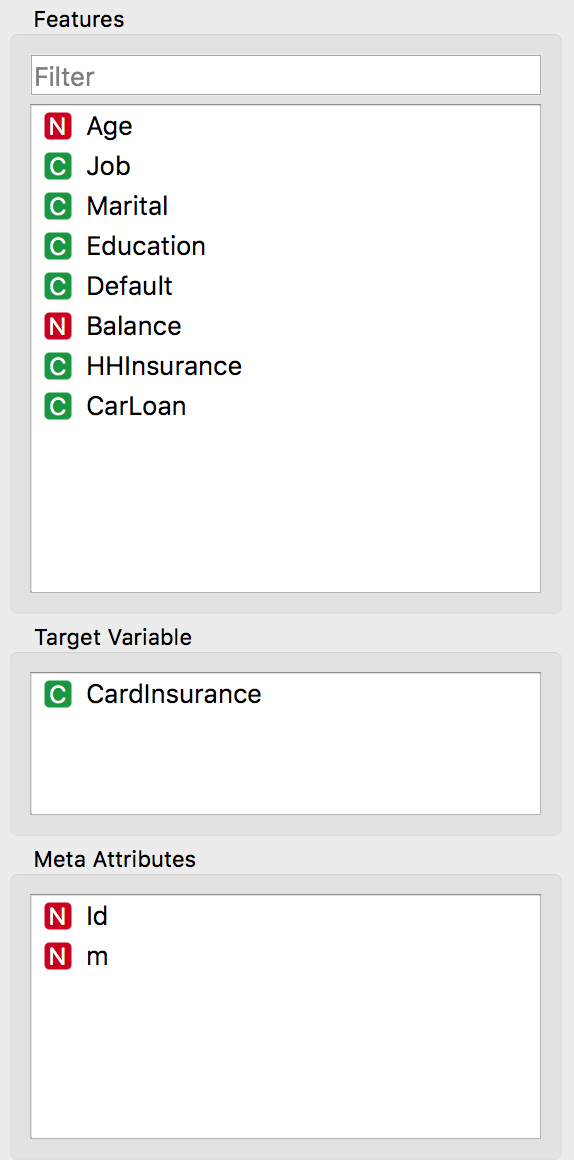 Features
Filter
N Age
C Job
C Marital
C Education
C Default
N Balance
C HHInsurance
C CarLoan
Target Variable
C CardInsurance
Meta Attributes
N Id
N m